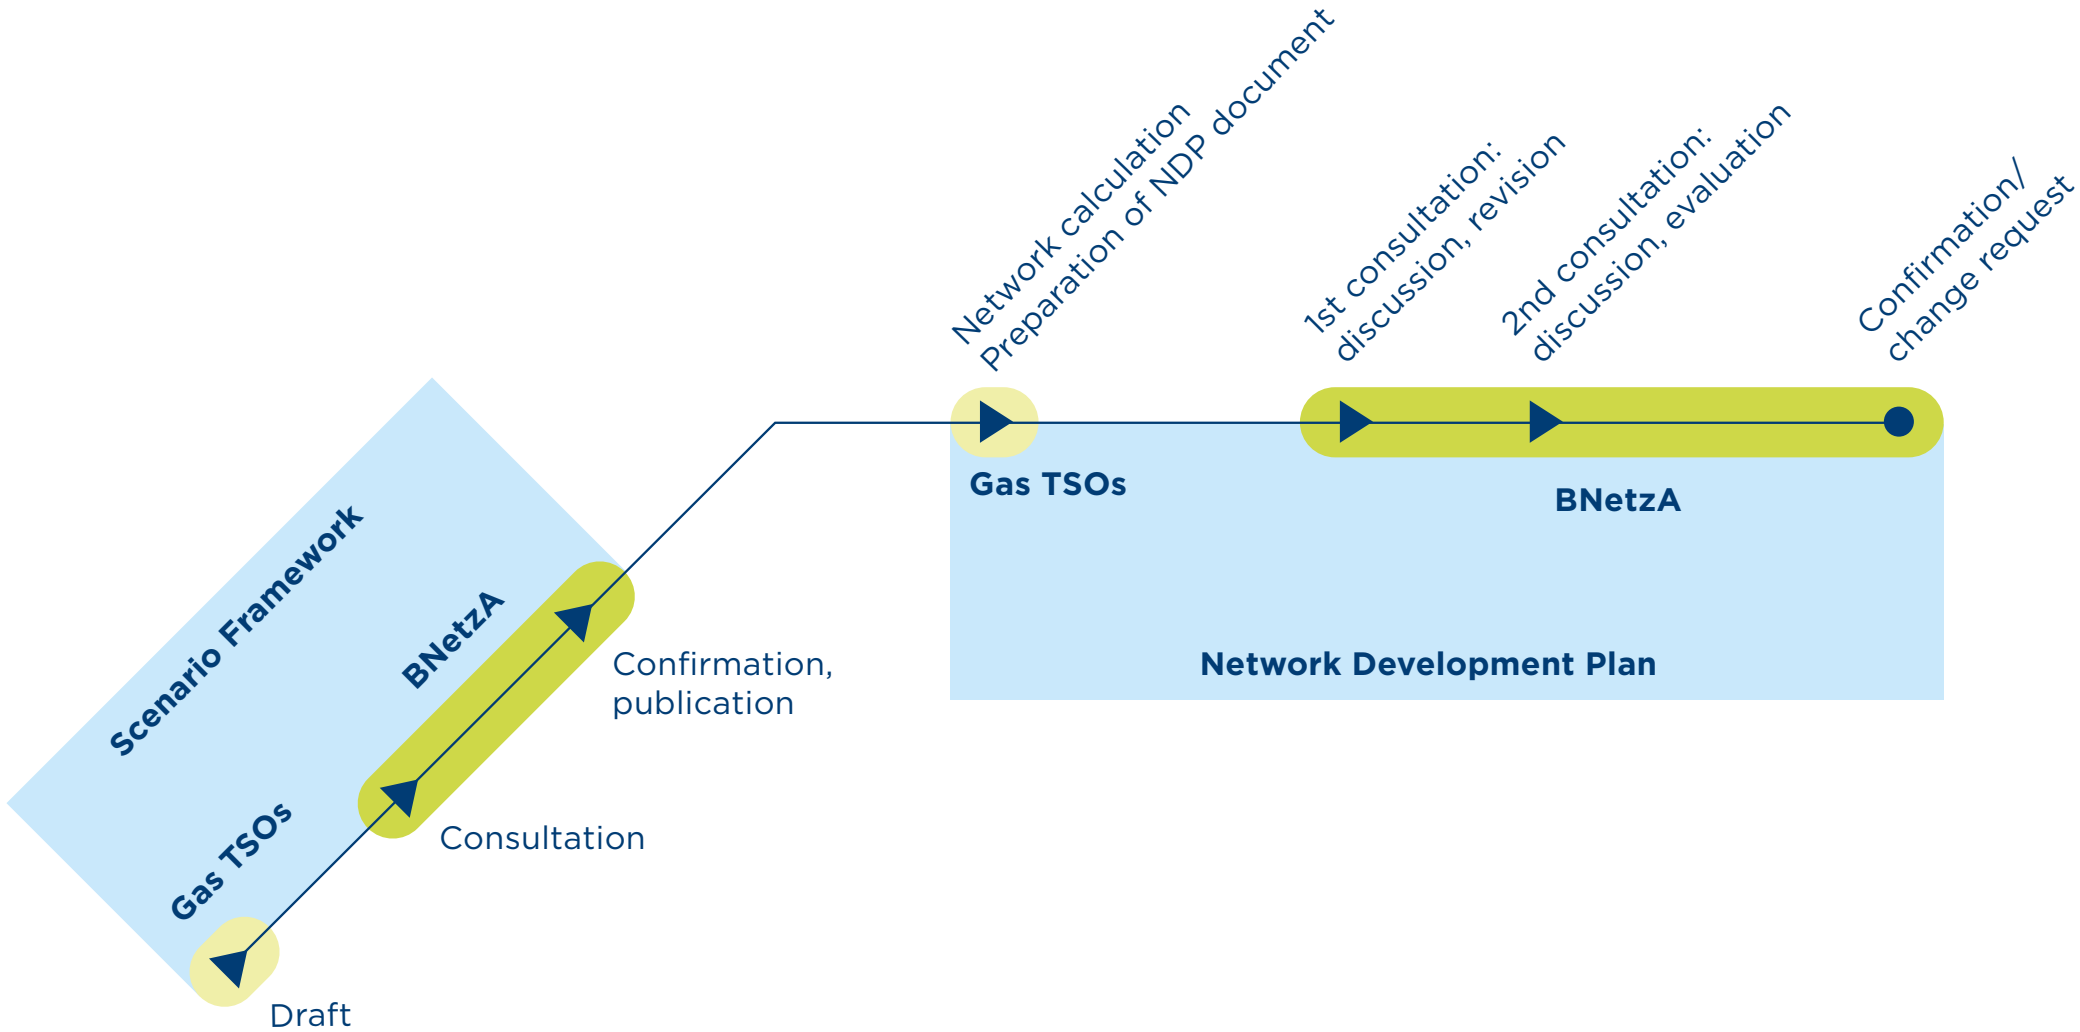 Scenario Framework
Gas TSOs
BNetzA
Draft
Consultation
Confirmation,
publication
Network calculation
Preparation of NDP document
1st consultation:
discussion, revision
2nd consultation:
discussion, evaluation
Confirmation/
change request
Gas TSOs
BNetzA
Network Development Plan